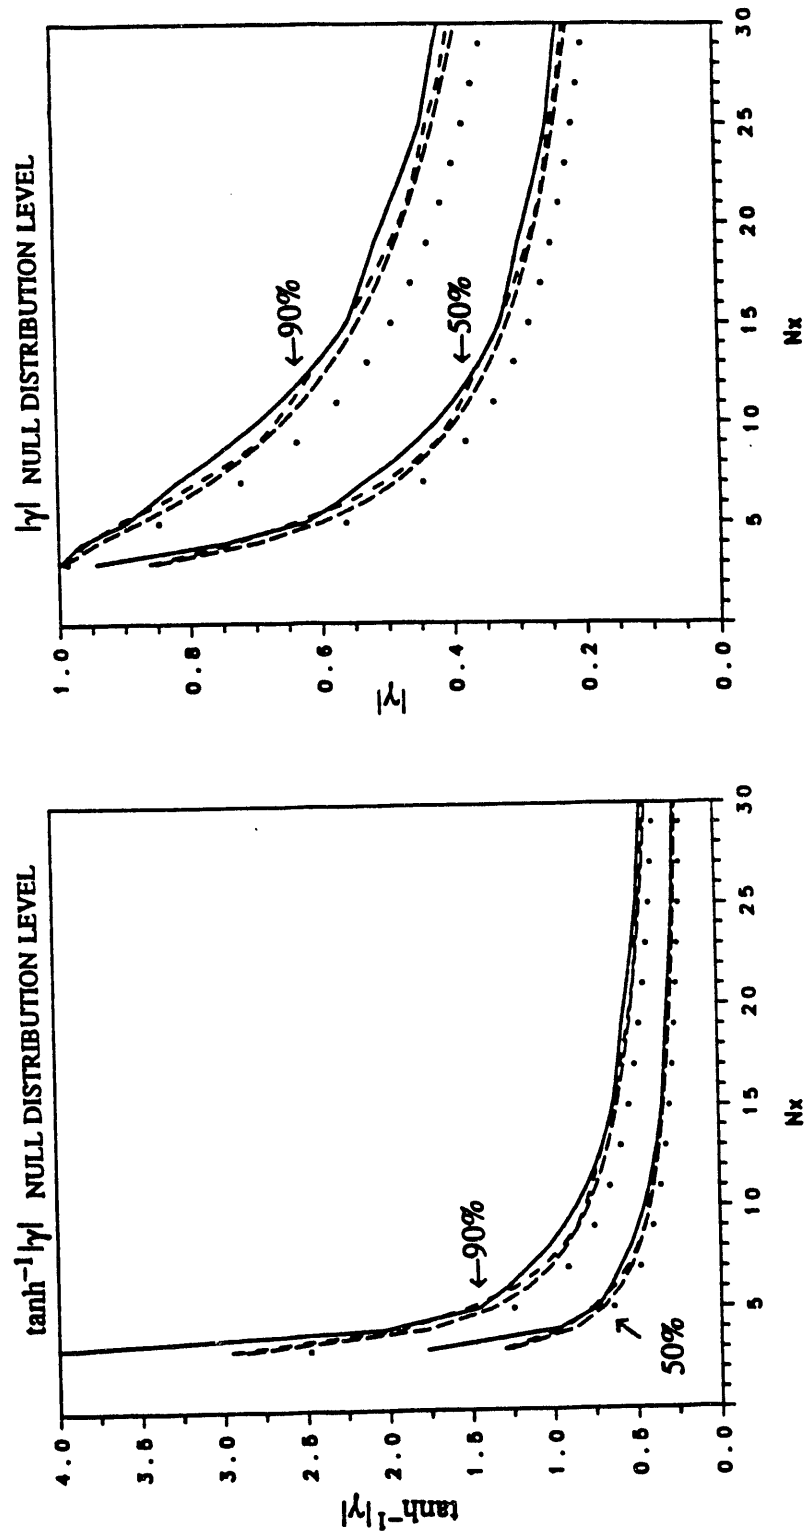 tanh⁻¹|γ| NULL DISTRIBUTION LEVEL
4.0
3.0
2.5
2.0
1.5
1.0
0.5
0.0
tanh⁻¹|γ|
←90%
↖
50%
5 10 15 20 25 30
Nx
|γ| NULL DISTRIBUTION LEVEL
1.0
0.8
0.6
0.4
0.2
0.0
|γ|
←90%
←50%
5 10 15 20 25 30
Nx